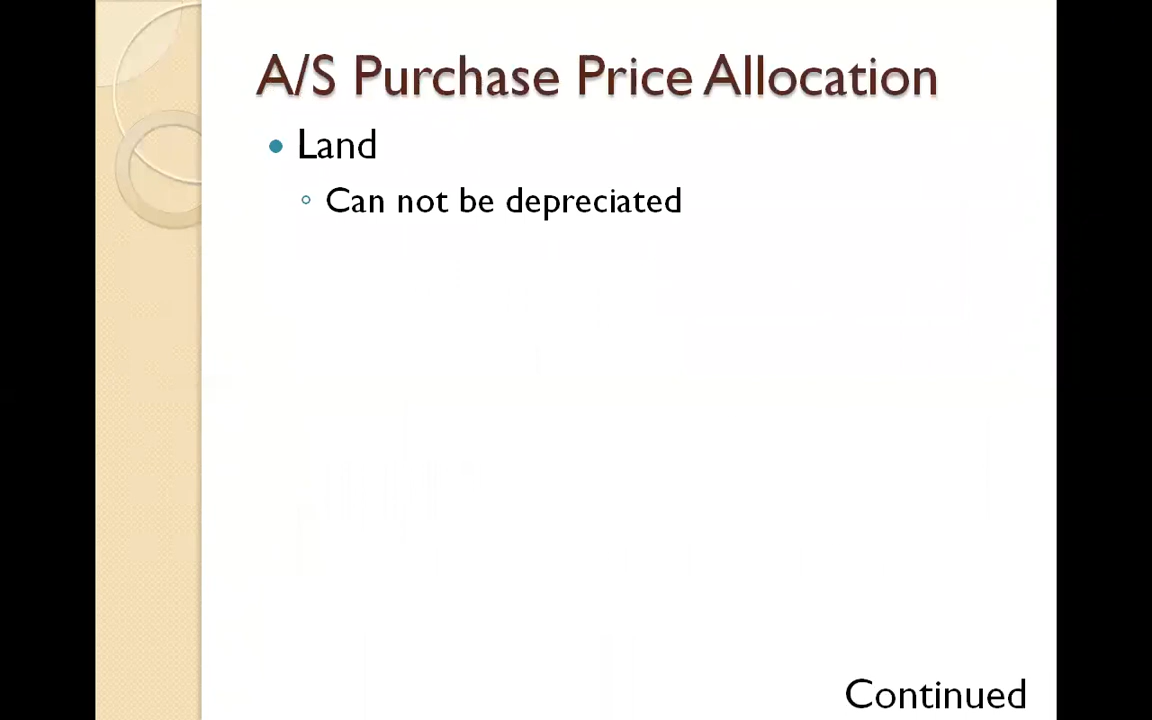 A/S Purchase Price Allocation
Land
Can not be depreciated
Continued